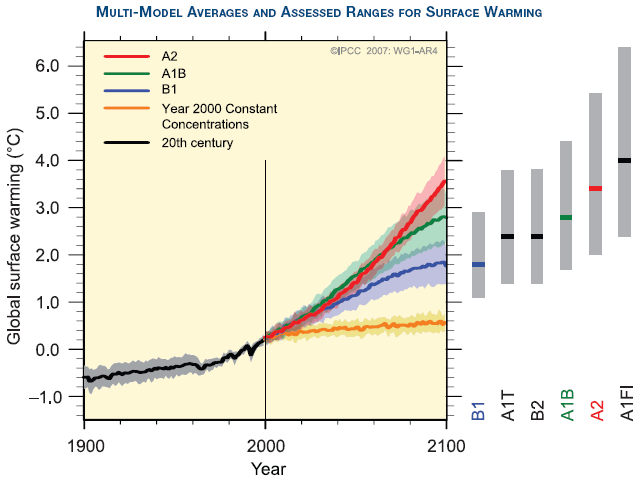 MULTI-MODEL AVERAGES AND ASSESSED RANGES FOR SURFACE WARMING
©IPCC 2007: WG1-AR4
A2
A1B
B1
Year 2000 Constant
Concentrations
20th century
Global surface warming (°C)
6.0
5.0
4.0
3.0
2.0
1.0
0.0
–1.0
1900
2000
2100
Year
B1
A1T
B2
A1B
A2
A1FI